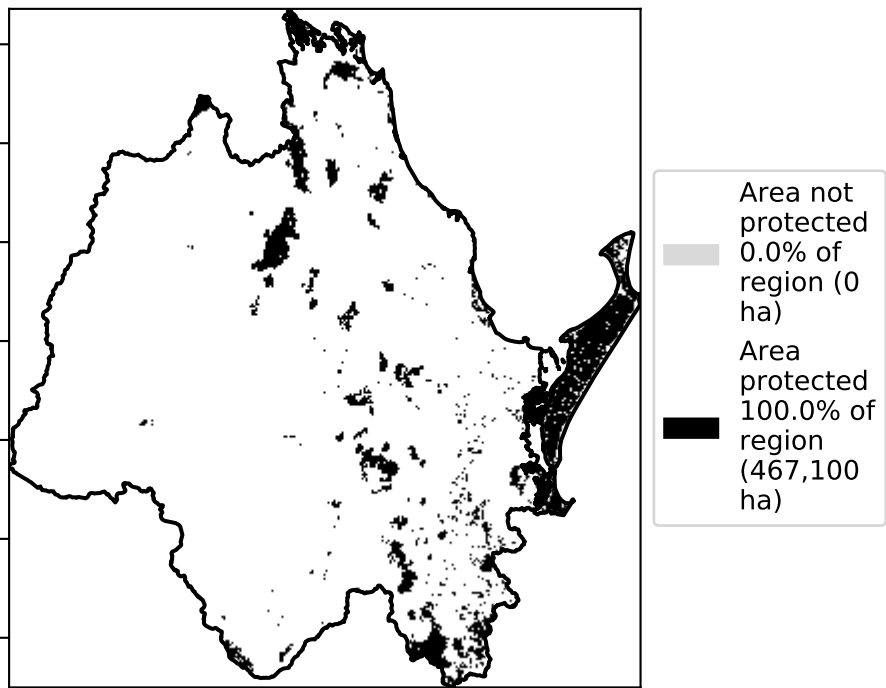 Area not
protected
0.0% of
region (0
ha)
Area
protected
100.0% of
region
(467,100
ha)